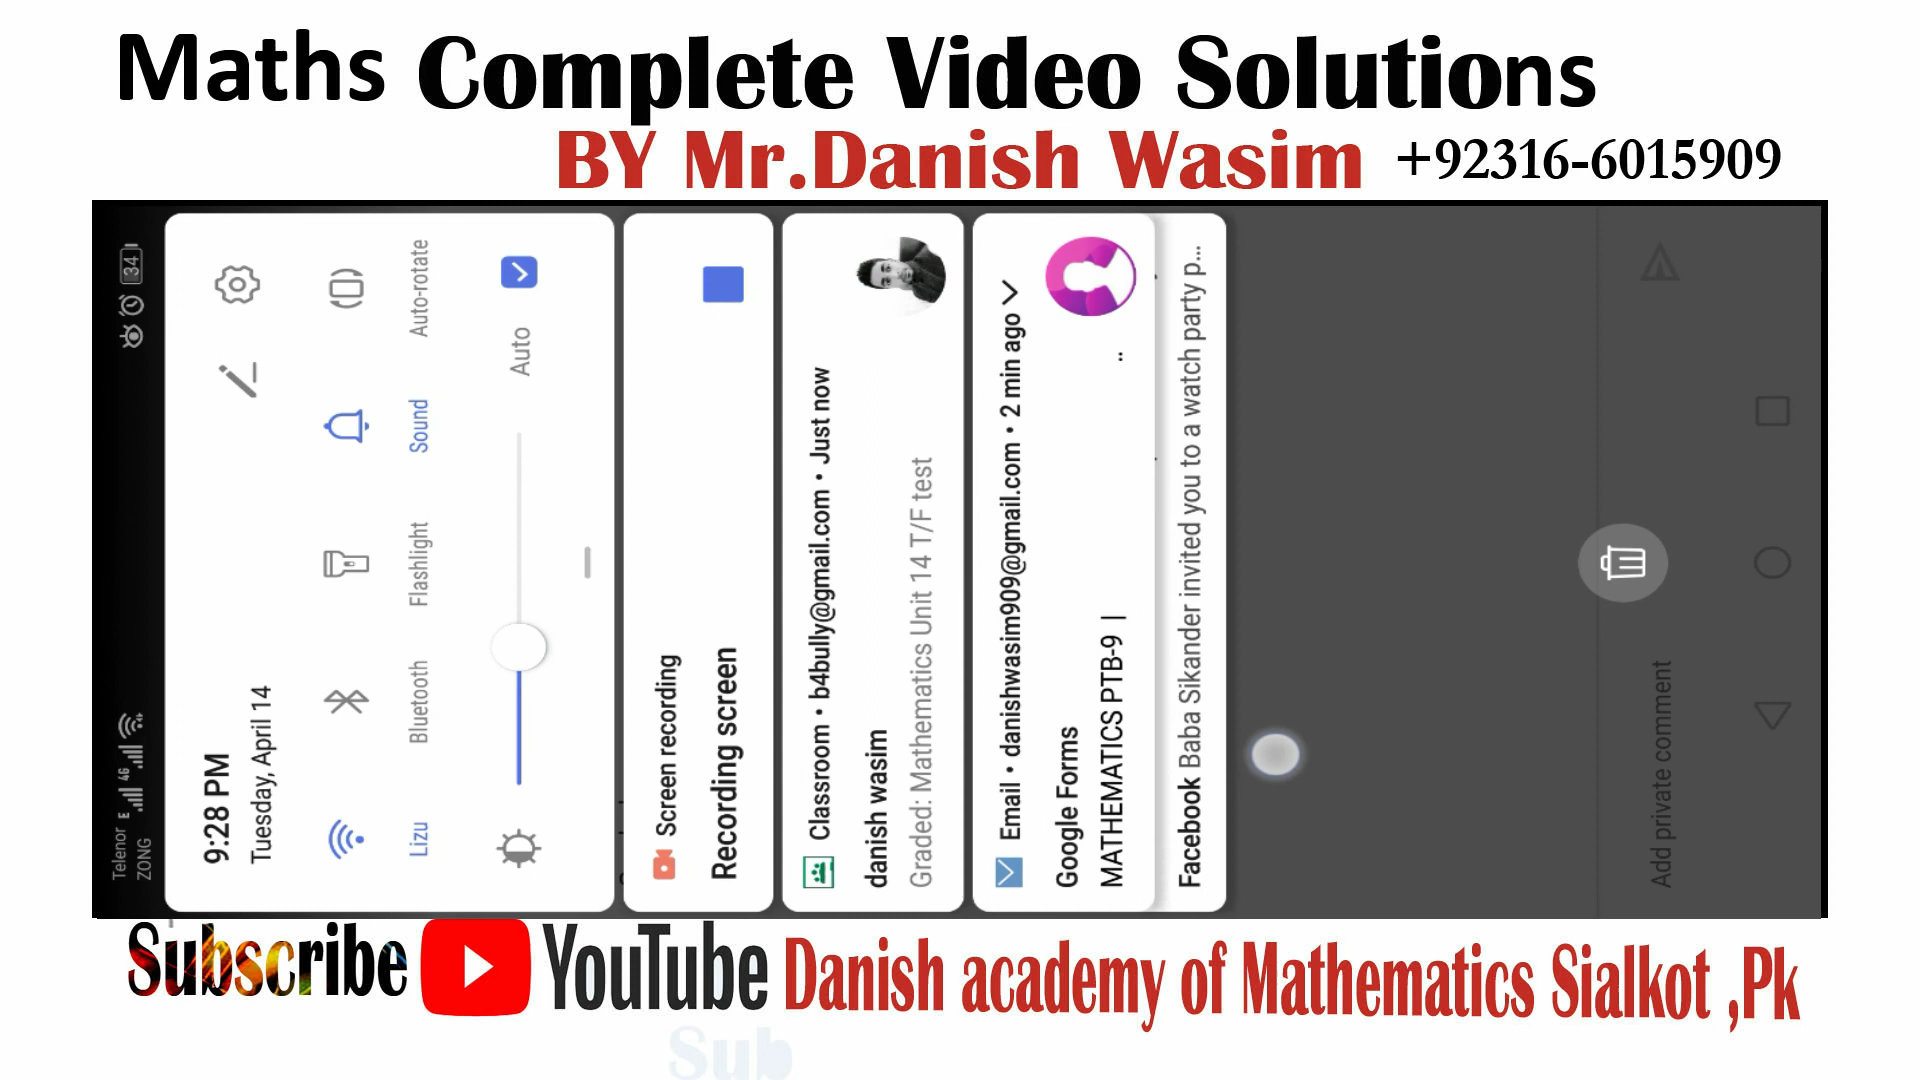 Maths Complete Video Solutions
BY Mr.Danish Wasim +92316-6015909
Telenor E 4G
ZONG
34
9:28 PM
Tuesday, April 14
Lizu
Bluetooth
Flashlight
Sound
Auto-rotate
Auto
Screen recording
Recording screen
Classroom • b4bully@gmail.com • Just now
danish wasim
Graded: Mathematics Unit 14 T/F test
Email • danishwasim909@gmail.com • 2 min ago
Google Forms
MATHEMATICS PTB-9 | ..
Facebook Baba Sikander invited you to a watch party p...
Add private comment
Subscribe YouTube Danish academy of Mathematics Sialkot ,Pk
Sub